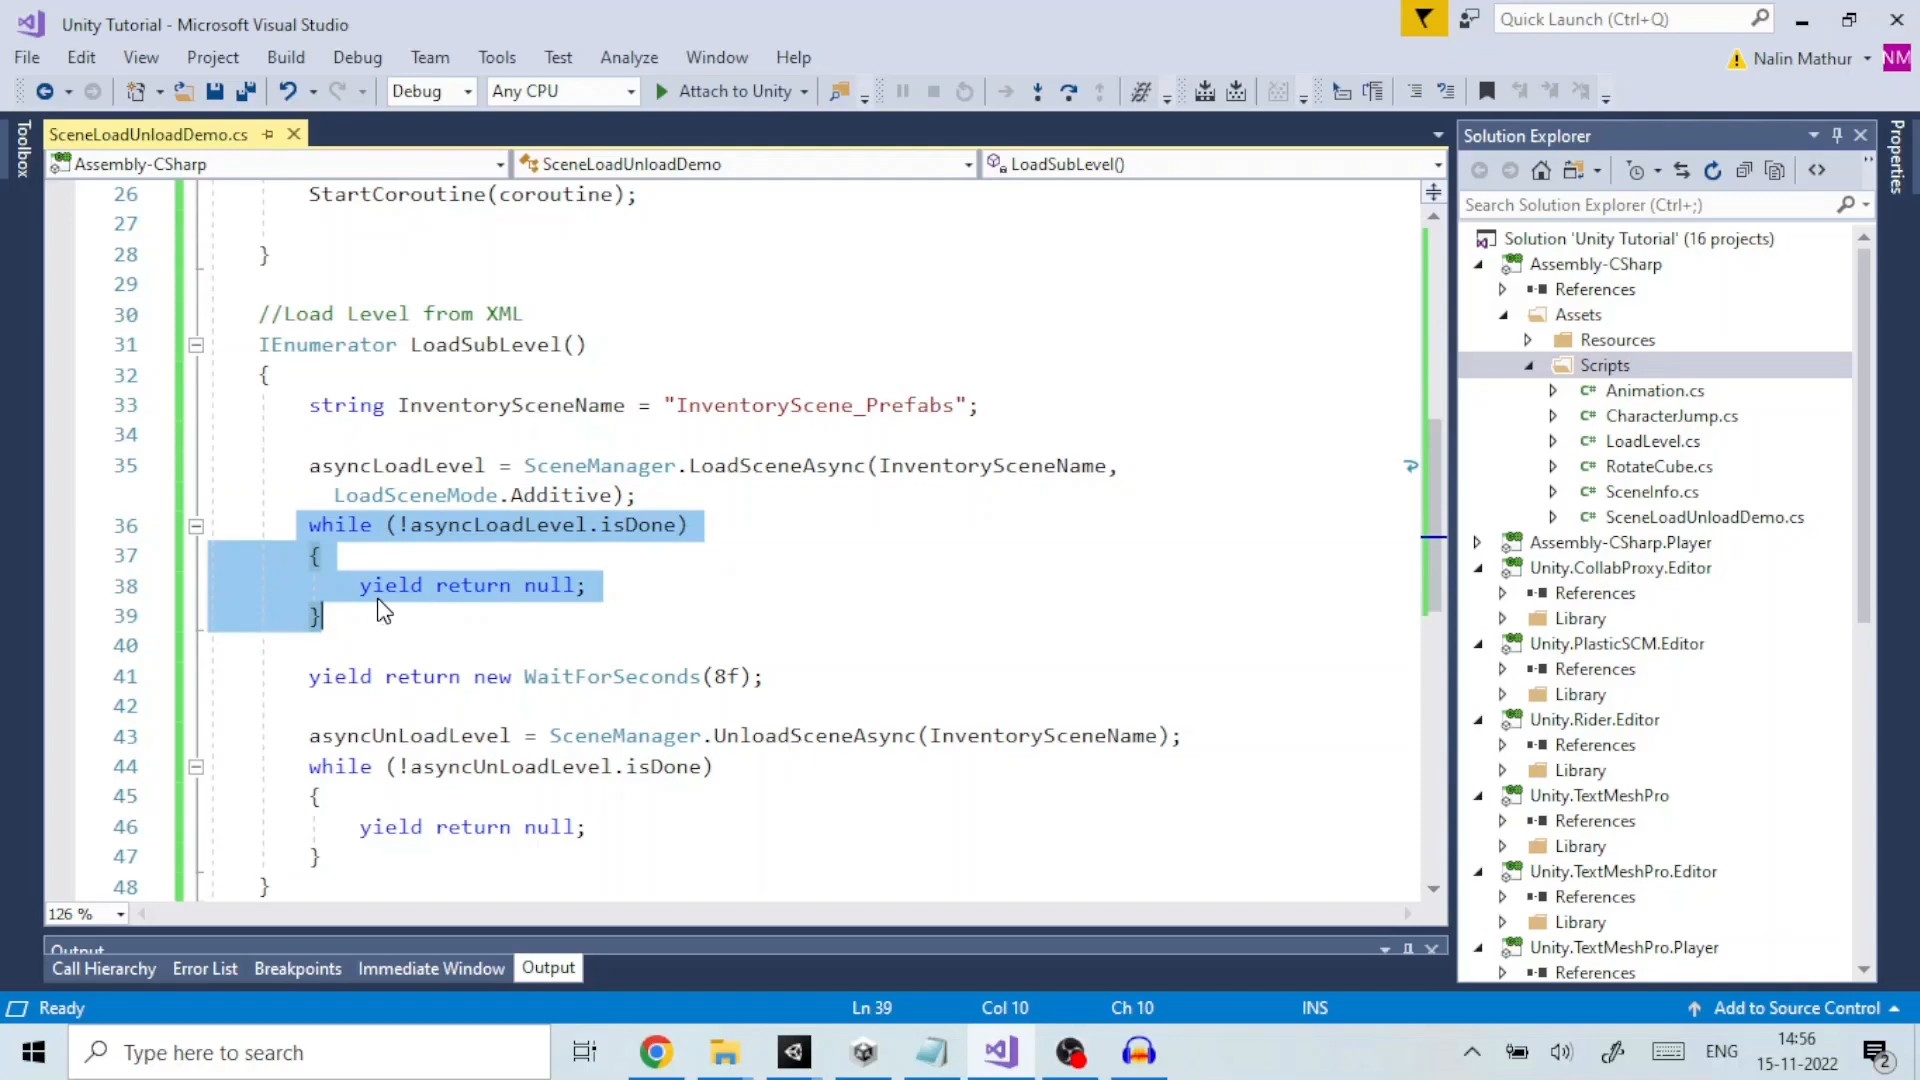 Unity Tutorial - Microsoft Visual Studio
Quick Launch (Ctrl+Q)
File Edit View Project Build Debug Team Tools Test Analyze Window Help
Nalin Mathur
NM
Debug
Any CPU
Attach to Unity
Toolbox
SceneLoadUnloadDemo.cs
Assembly-CSharp
SceneLoadUnloadDemo
LoadSubLevel()
26 StartCoroutine(coroutine);
27
28 }
29
30 //Load Level from XML
31 IEnumerator LoadSubLevel()
32 {
33 string InventorySceneName = "InventoryScene_Prefabs";
34
35 asyncLoadLevel = SceneManager.LoadSceneAsync(InventorySceneName,
LoadSceneMode.Additive);
36 while (!asyncLoadLevel.isDone)
37 {
38 yield return null;
39 }
40
41 yield return new WaitForSeconds(8f);
42
43 asyncUnLoadLevel = SceneManager.UnloadSceneAsync(InventorySceneName);
44 while (!asyncUnLoadLevel.isDone)
45 {
46 yield return null;
47 }
48 }
126 %
Output
Call Hierarchy Error List Breakpoints Immediate Window Output
Solution Explorer
Search Solution Explorer (Ctrl+;)
Solution 'Unity Tutorial' (16 projects)
Assembly-CSharp
References
Assets
Resources
Scripts
C# Animation.cs
C# CharacterJump.cs
C# LoadLevel.cs
C# RotateCube.cs
C# SceneInfo.cs
C# SceneLoadUnloadDemo.cs
Assembly-CSharp.Player
Unity.CollabProxy.Editor
References
Library
Unity.PlasticSCM.Editor
References
Library
Unity.Rider.Editor
References
Library
Unity.TextMeshPro
References
Library
Unity.TextMeshPro.Editor
References
Library
Unity.TextMeshPro.Player
References
Properties
Ready
Ln 39
Col 10
Ch 10
INS
Add to Source Control
Type here to search
ENG
14:56
15-11-2022
2